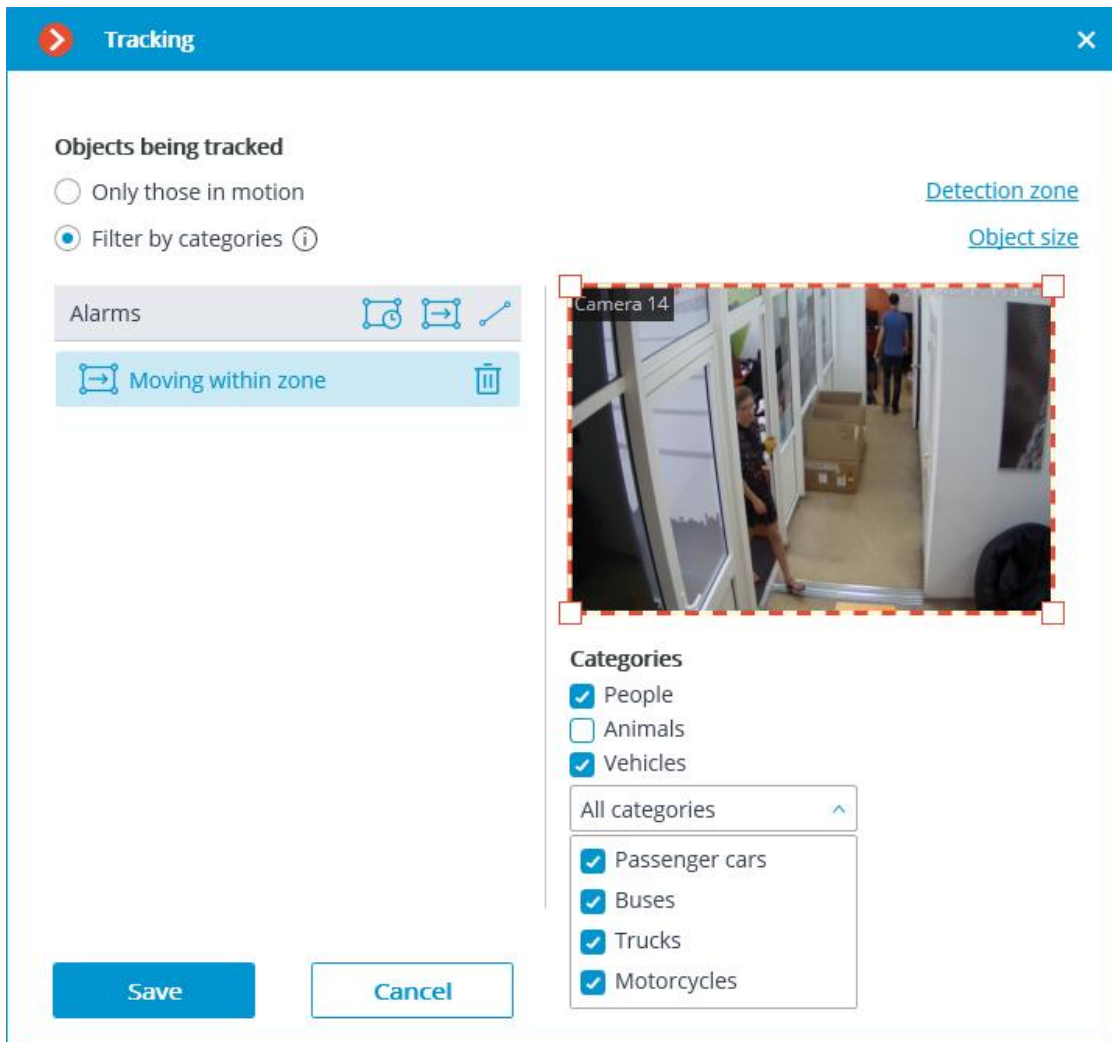 Tracking
Objects being tracked
Only those in motion
Filter by categories
Detection zone
Object size
Alarms
Moving within zone
Camera 14
Categories
People
Animals
Vehicles
All categories
Passenger cars
Buses
Trucks
Motorcycles
Save
Cancel